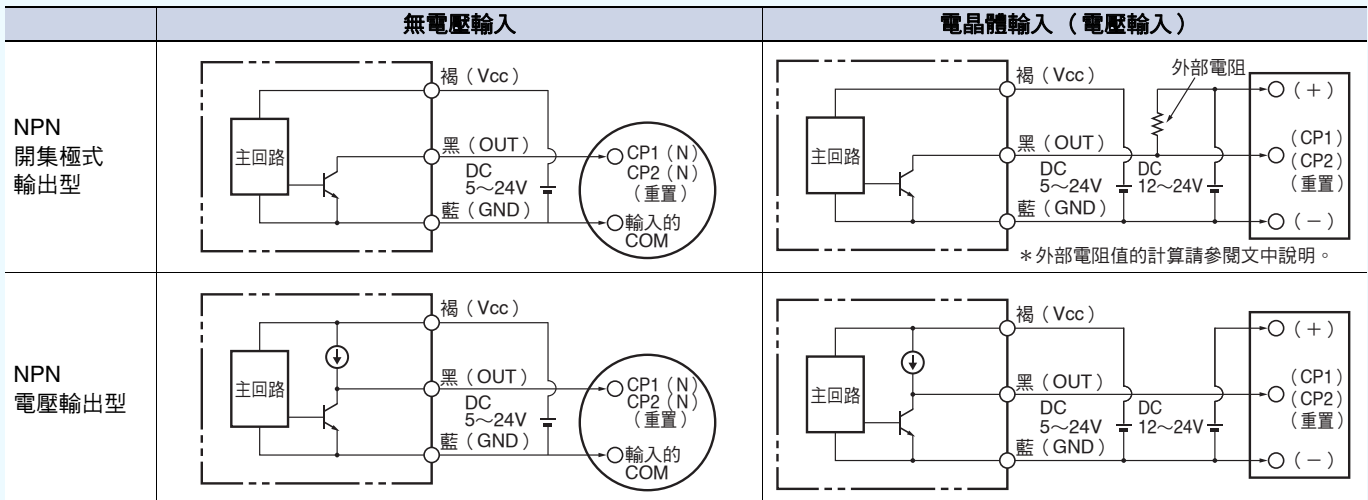 無電壓輸入
電晶體輸入（電壓輸入）
NPN
開集極式
輸出型
主回路
褐（Vcc）
黑（OUT）
DC
5～24V
藍（GND）
CP1（N）
CP2（N）
（重置）
輸入的
COM
主回路
褐（Vcc）
外部電阻
黑（OUT）
DC
5～24V
DC
12～24V
藍（GND）
（＋）
（CP1）
（CP2）
（重置）
（－）
＊外部電阻值的計算請參閱文中說明。
NPN
電壓輸出型
主回路
褐（Vcc）
黑（OUT）
DC
5～24V
藍（GND）
CP1（N）
CP2（N）
（重置）
輸入的
COM
主回路
褐（Vcc）
黑（OUT）
DC
5～24V
DC
12～24V
藍（GND）
（＋）
（CP1）
（CP2）
（重置）
（－）